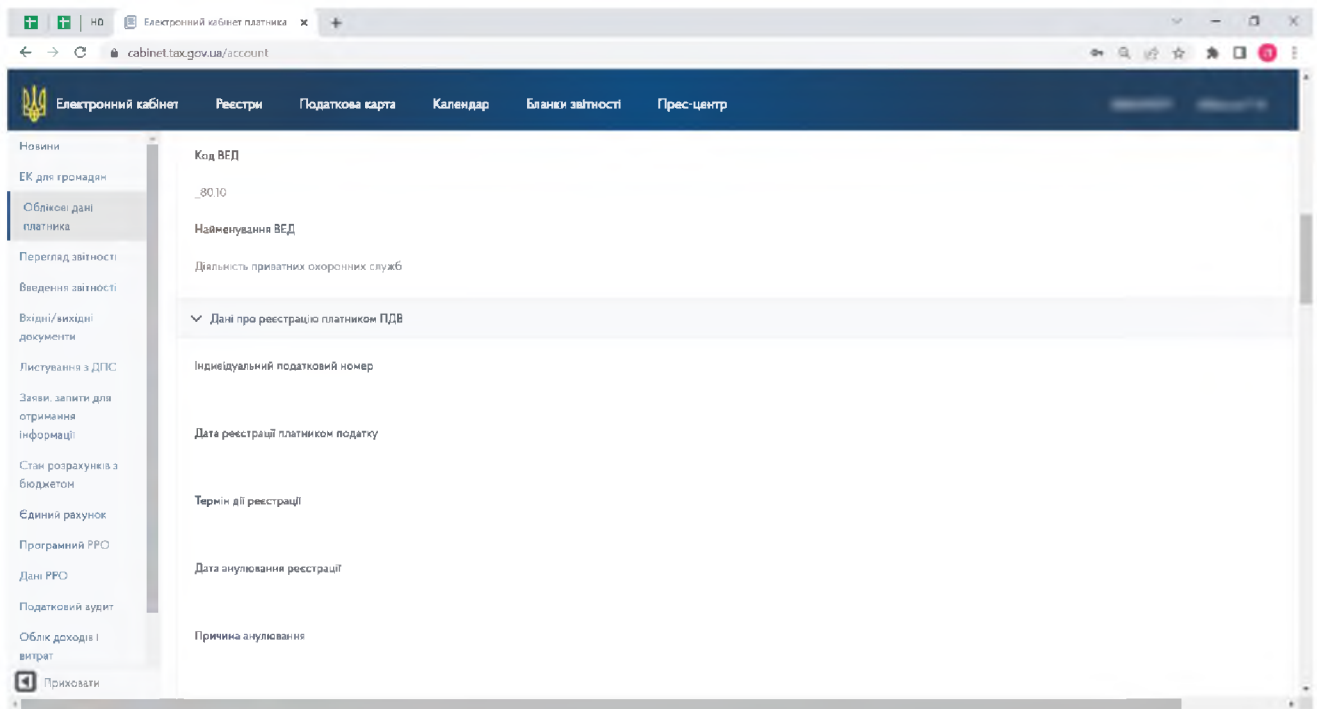 НО Електронний кабінет платника
cabinet.tax.gov.ua/account
Електронний кабінет Реєстри Податкова карта Календар Бланки звітності Прес-центр
Новини
ЕК для громадян
Облікові дані
платника
Перегляд звітності
Введення звітності
Вхідні/вихідні
документи
Листування з ДПС
Заяви, запити для
отримання
інформації
Стан розрахунків з
бюджетом
Єдиний рахунок
Програмний РРО
Дані РРО
Податковий аудит
Облік доходів і
витрат
Приховати
Код ВЕД
_80.10
Найменування ВЕД
Діяльність приватних охоронних служб
Дані про реєстрацію платником ПДВ
Індивідуальний податковий номер
Дата реєстрації платником податку
Термін дії реєстрації
Дата анулювання реєстрації
Причина анулювання